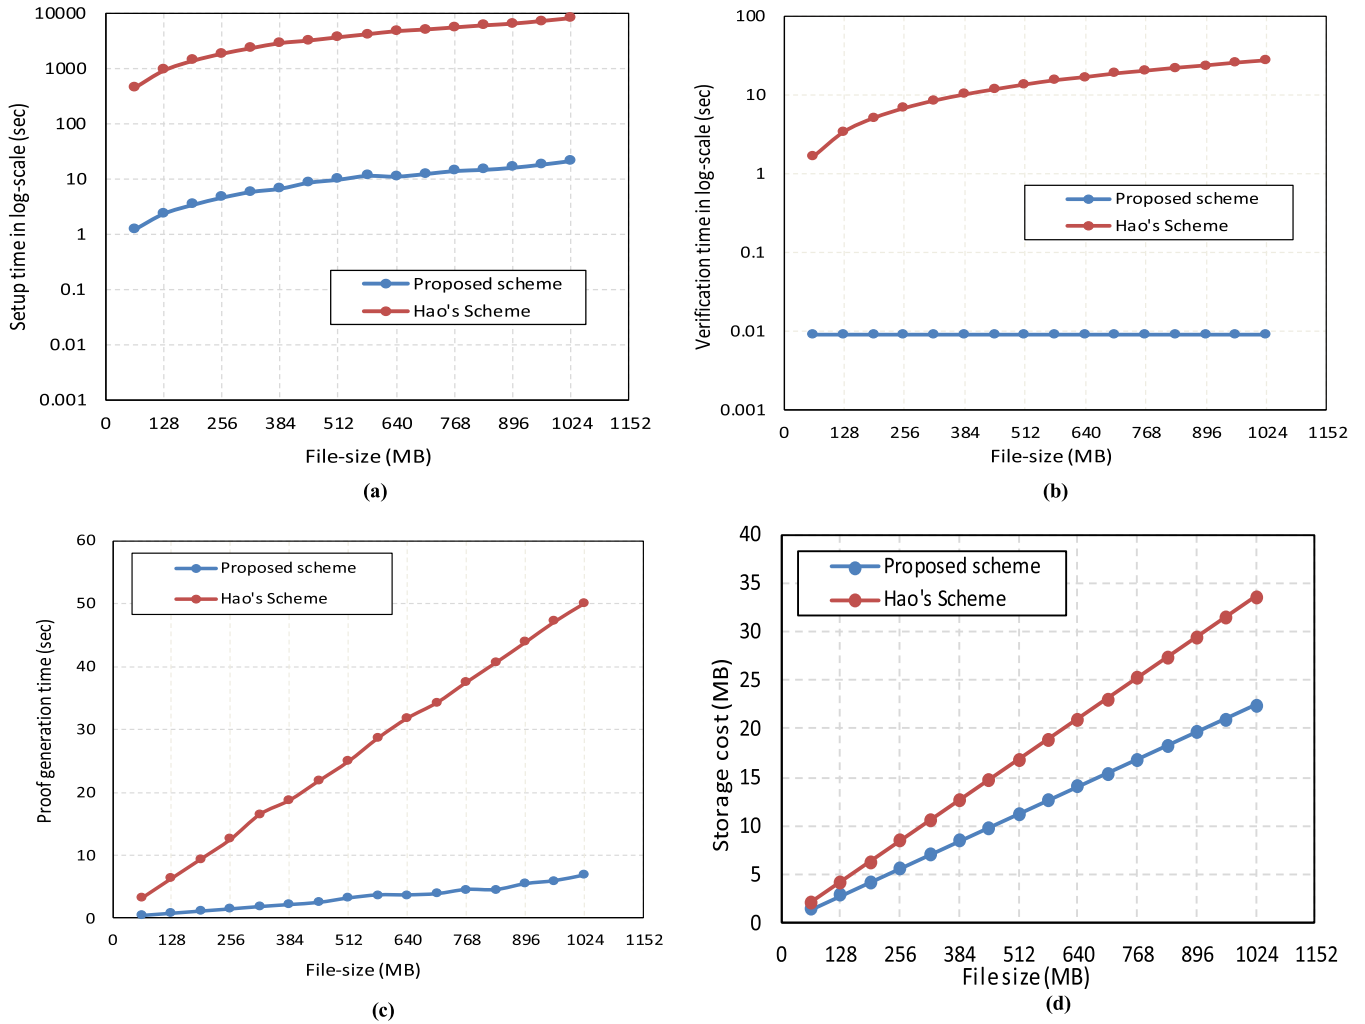 10000
1000
100
10
1
0.1
0.01
0.001
Setup time in log-scale (sec)
Proposed scheme
Hao's Scheme
0 128 256 384 512 640 768 896 1024 1152
File-size (MB)
(a)
100
10
1
0.1
0.01
0.001
Verification time in log-scale (sec)
Proposed scheme
Hao's Scheme
0 128 256 384 512 640 768 896 1024 1152
File-size (MB)
(b)
60
50
40
30
20
10
0
Proof generation time (sec)
Proposed scheme
Hao's Scheme
0 128 256 384 512 640 768 896 1024 1152
File-size (MB)
(c)
40
35
30
25
20
15
10
5
0
Storage cost (MB)
Proposed scheme
Hao's Scheme
0 128 256 384 512 640 768 896 1024 1152
File size (MB)
(d)